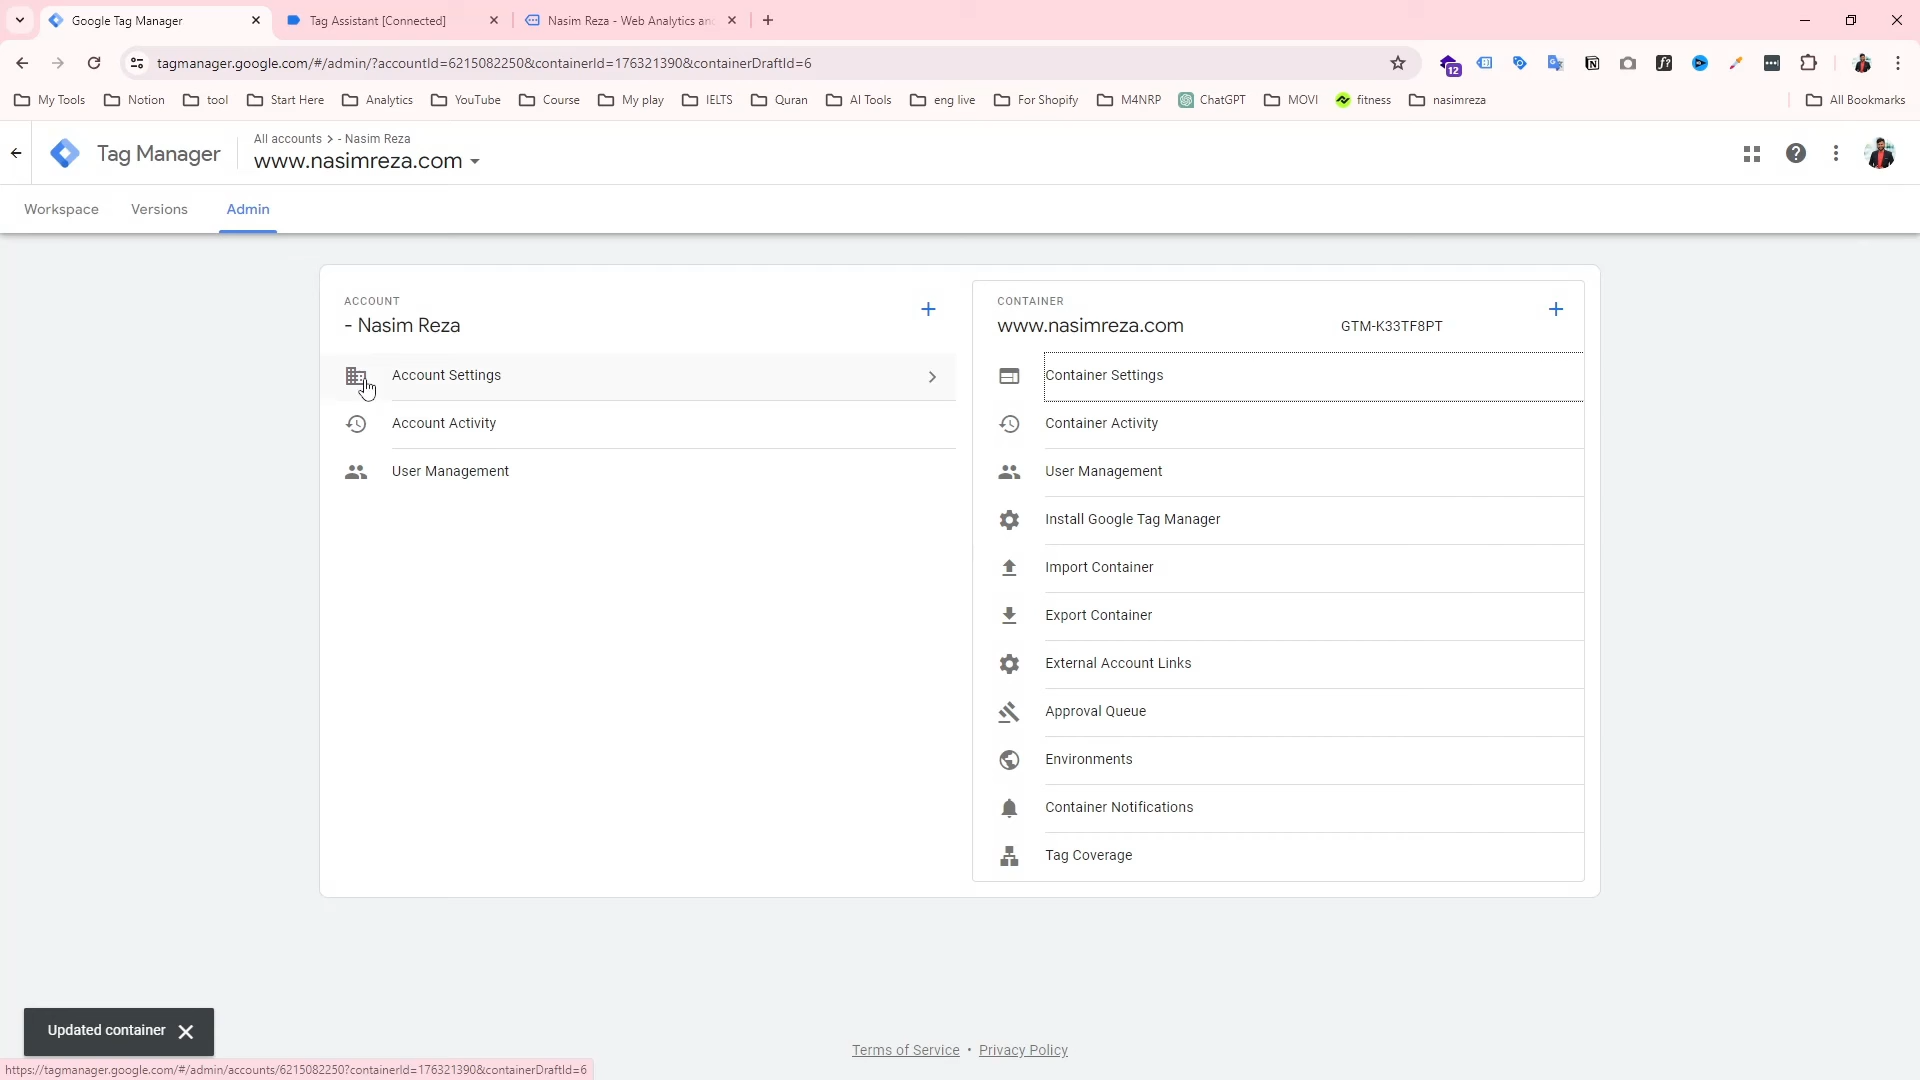 Google Tag Manager
Tag Assistant [Connected]
Nasim Reza - Web Analytics and
tagmanager.google.com/#/admin/?accountId=6215082250&containerId=176321390&containerDraftId=6
12
f?
My Tools
Notion
tool
Start Here
Analytics
YouTube
Course
My play
IELTS
Quran
AI Tools
eng live
For Shopify
M4NRP
ChatGPT
MOVI
fitness
nasimreza
All Bookmarks
Tag Manager
All accounts > - Nasim Reza
www.nasimreza.com
Workspace
Versions
Admin
ACCOUNT
- Nasim Reza
Account Settings
Account Activity
User Management
CONTAINER
www.nasimreza.com
GTM-K33TF8PT
Container Settings
Container Activity
User Management
Install Google Tag Manager
Import Container
Export Container
External Account Links
Approval Queue
Environments
Container Notifications
Tag Coverage
Updated container
Terms of Service • Privacy Policy
https://tagmanager.google.com/#/admin/accounts/6215082250?containerId=176321390&containerDraftId=6